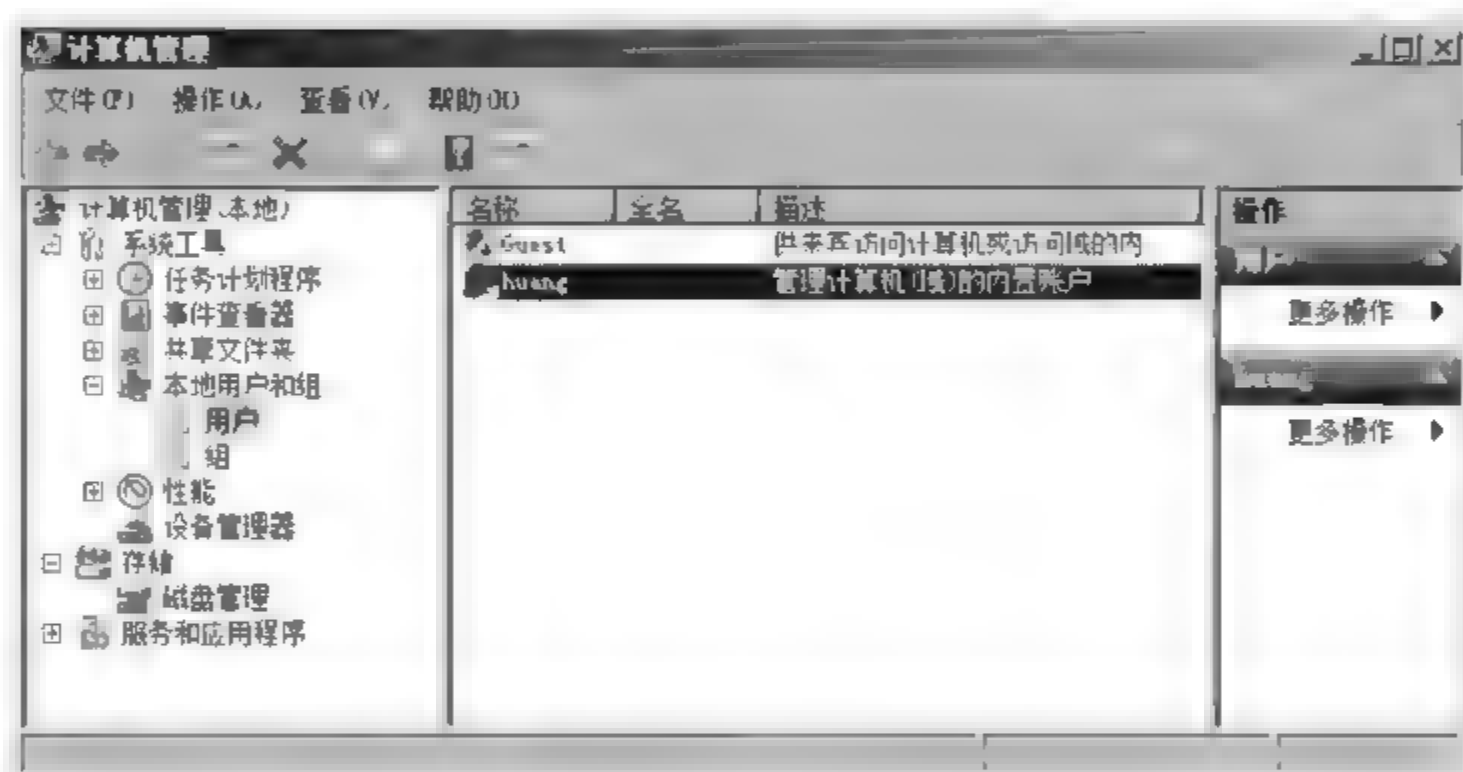 计算机管理
文件(F) 操作(A) 查看(V) 帮助(H)
计算机管理(本地)
系统工具
任务计划程序
事件查看器
共享文件夹
本地用户和组
用户
组
性能
设备管理器
存储
磁盘管理
服务和应用程序
名称 全名 描述
Guest 供来宾访问计算机或访问域的内
huang 管理计算机(域)的内置账户
操作
更多操作
更多操作